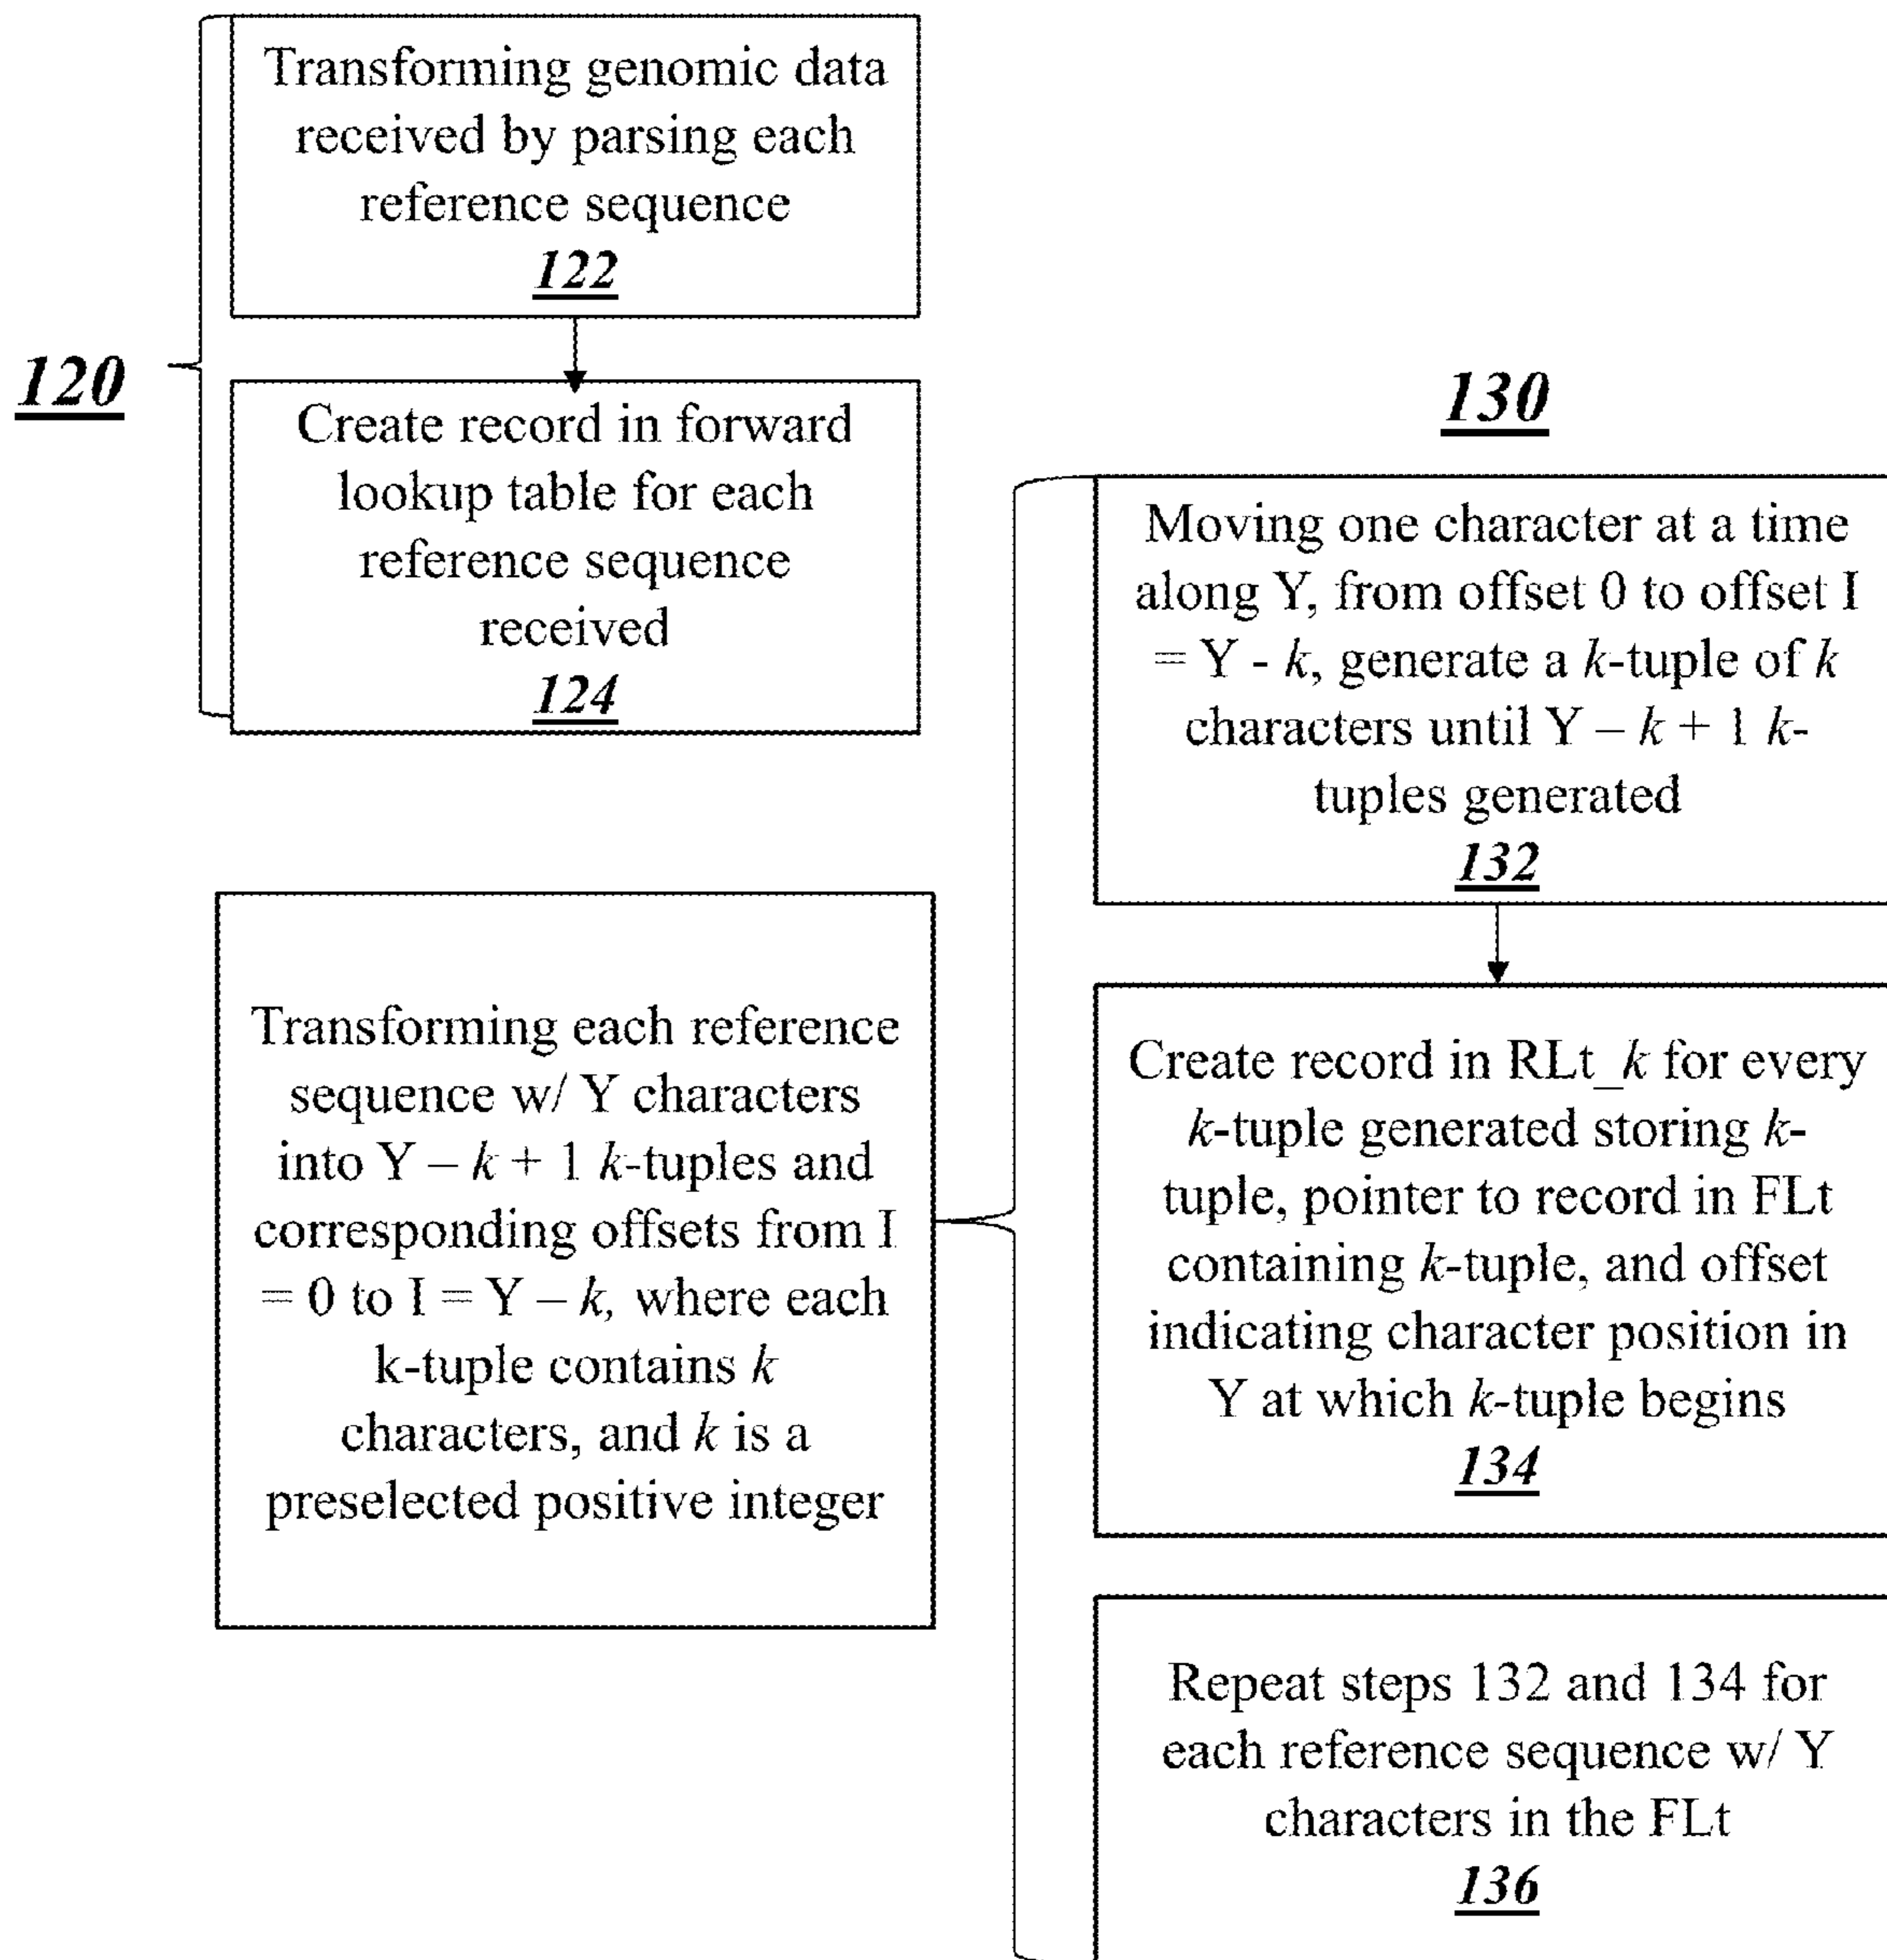 120
Transforming genomic data
received by parsing each
reference sequence
122
Create record in forward
lookup table for each
reference sequence
received
124
Transforming each reference
sequence w/ Y characters
into Y – k + 1 k-tuples and
corresponding offsets from I
= 0 to I = Y – k, where each
k-tuple contains k
characters, and k is a
preselected positive integer
130
Moving one character at a time
along Y, from offset 0 to offset I
= Y - k, generate a k-tuple of k
characters until Y – k + 1 k-
tuples generated
132
Create record in RLt_k for every
k-tuple generated storing k-
tuple, pointer to record in FLt
containing k-tuple, and offset
indicating character position in
Y at which k-tuple begins
134
Repeat steps 132 and 134 for
each reference sequence w/ Y
characters in the FLt
136